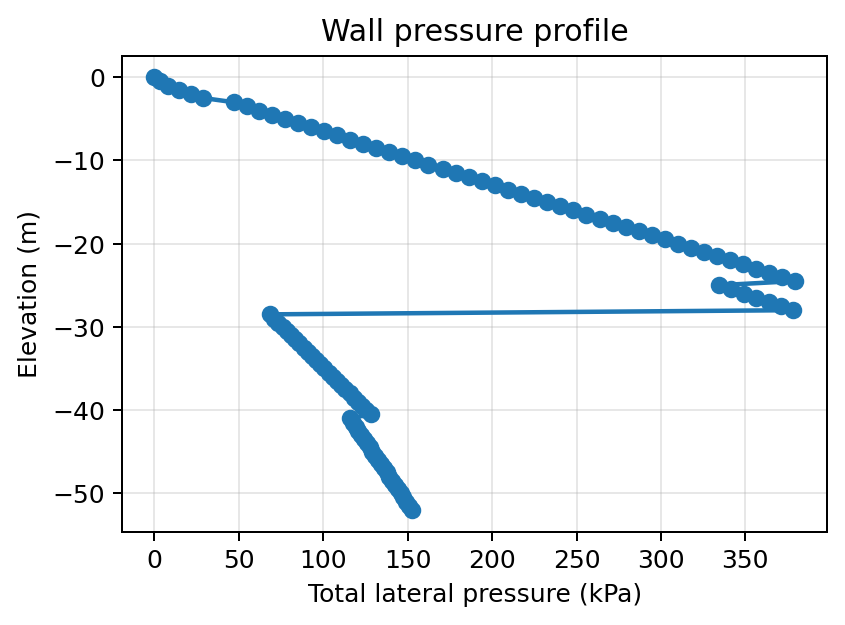 Wall pressure profile
0
−10
−20
−30
−40
−50
Elevation (m)
0 50 100 150 200 250 300 350
Total lateral pressure (kPa)